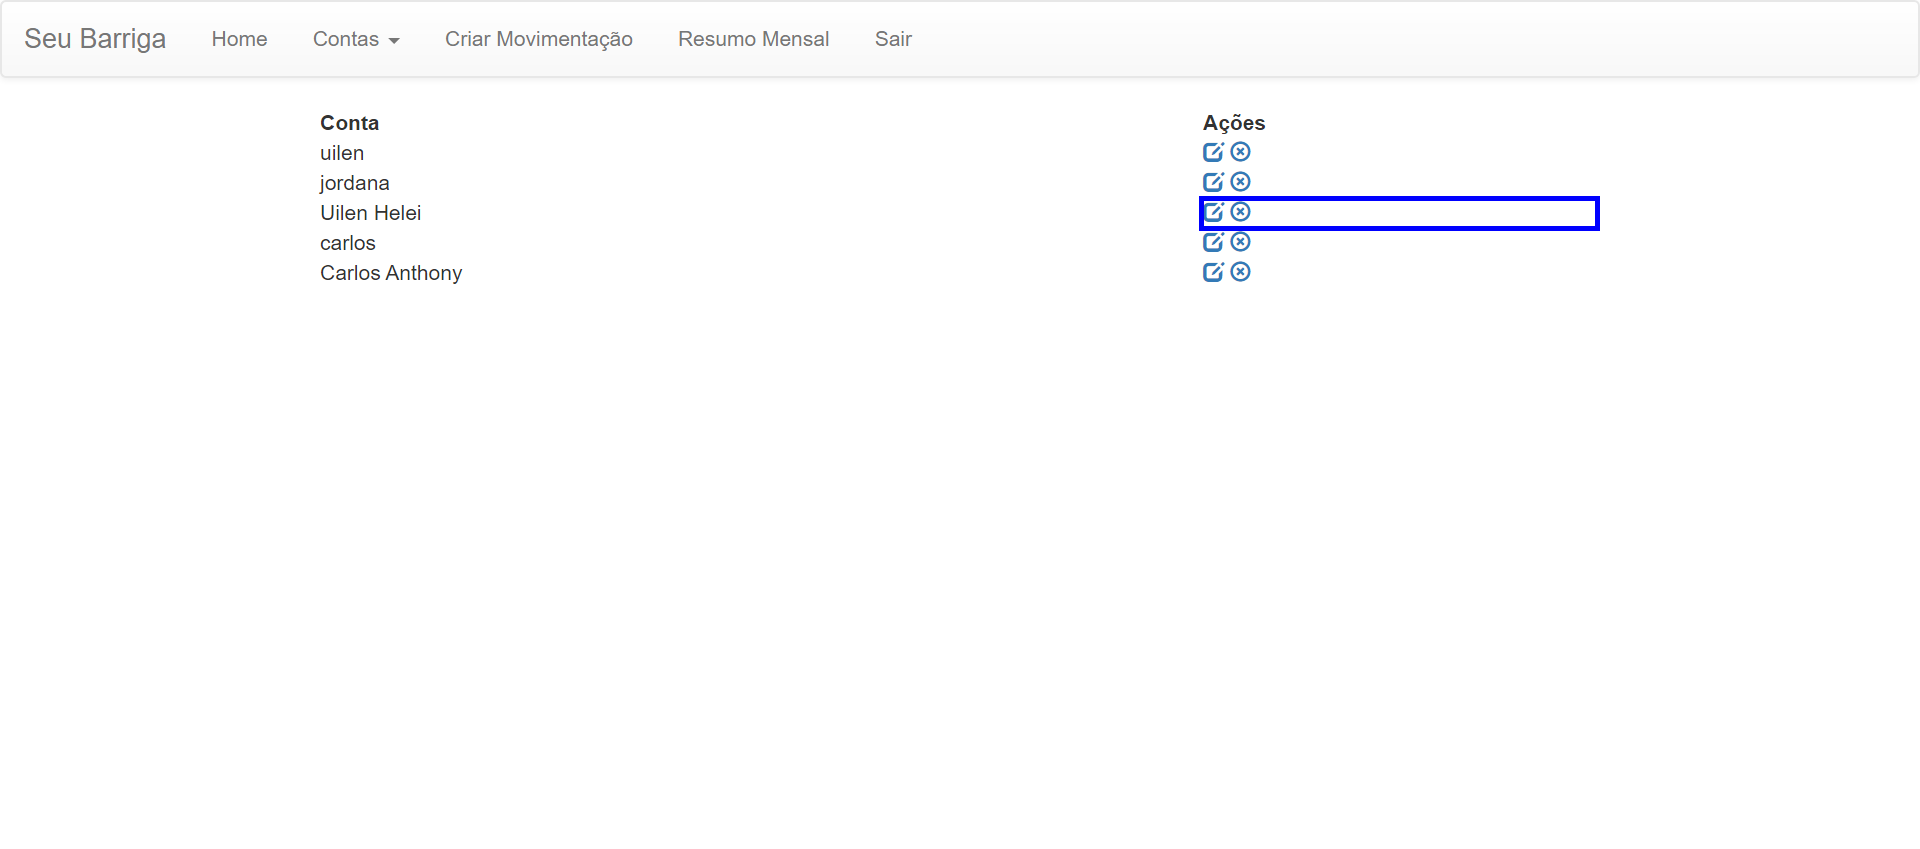 Seu Barriga Home Contas Criar Movimentação Resumo Mensal Sair
Conta Ações
uilen
jordana
Uilen Helei
carlos
Carlos Anthony